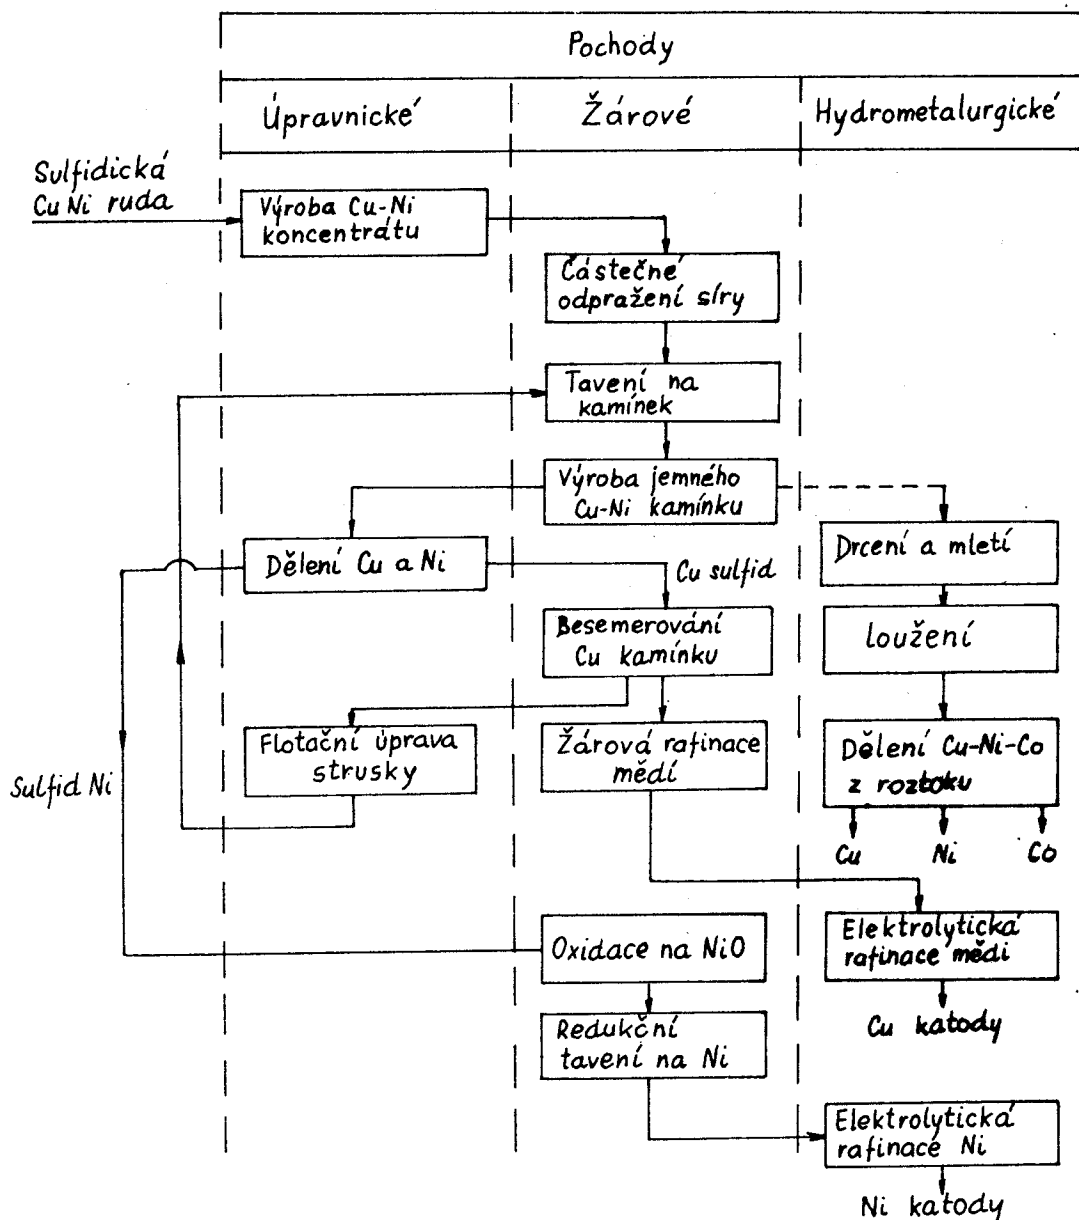 Pochody
Úpravnické
Žárové
Hydrometalurgické
Sulfidická
Cu Ni ruda
Výroba Cu-Ni
koncentrátu
Částečné
odpražení síry
Tavení na
kamínek
Výroba jemného
Cu-Ni kamínku
Dělení Cu a Ni
Cu sulfid
Drcení a mletí
Besemerování
Cu kamínku
Loužení
Flotační úprava
strusky
Žárová rafinace
mědí
Dělení Cu-Ni-Co
z roztoku
Sulfid Ni
Cu
Ni
Co
Oxidace na NiO
Elektrolytická
rafinace mědi
Cu katody
Redukční
tavení na Ni
Elektrolytická
rafinace Ni
Ni katody